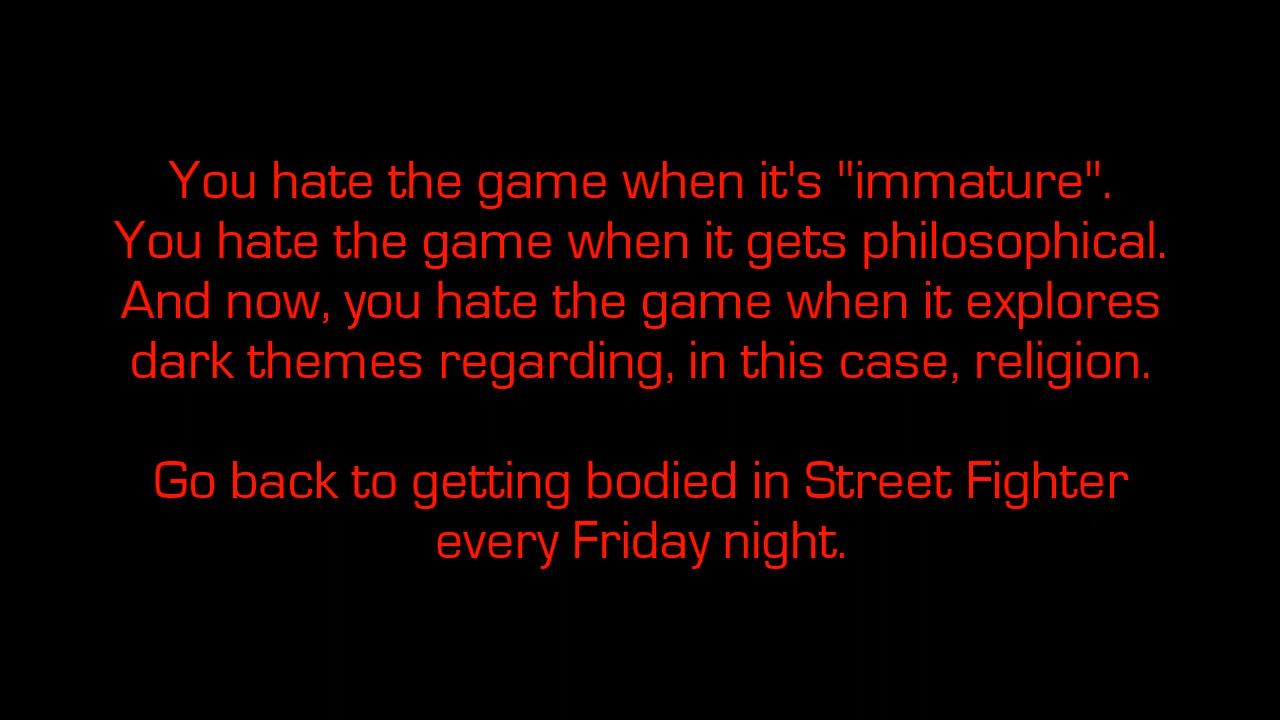 You hate the game when it's "immature".
You hate the game when it gets philosophical.
And now, you hate the game when it explores
dark themes regarding, in this case, religion.
Go back to getting bodied in Street Fighter
every Friday night.